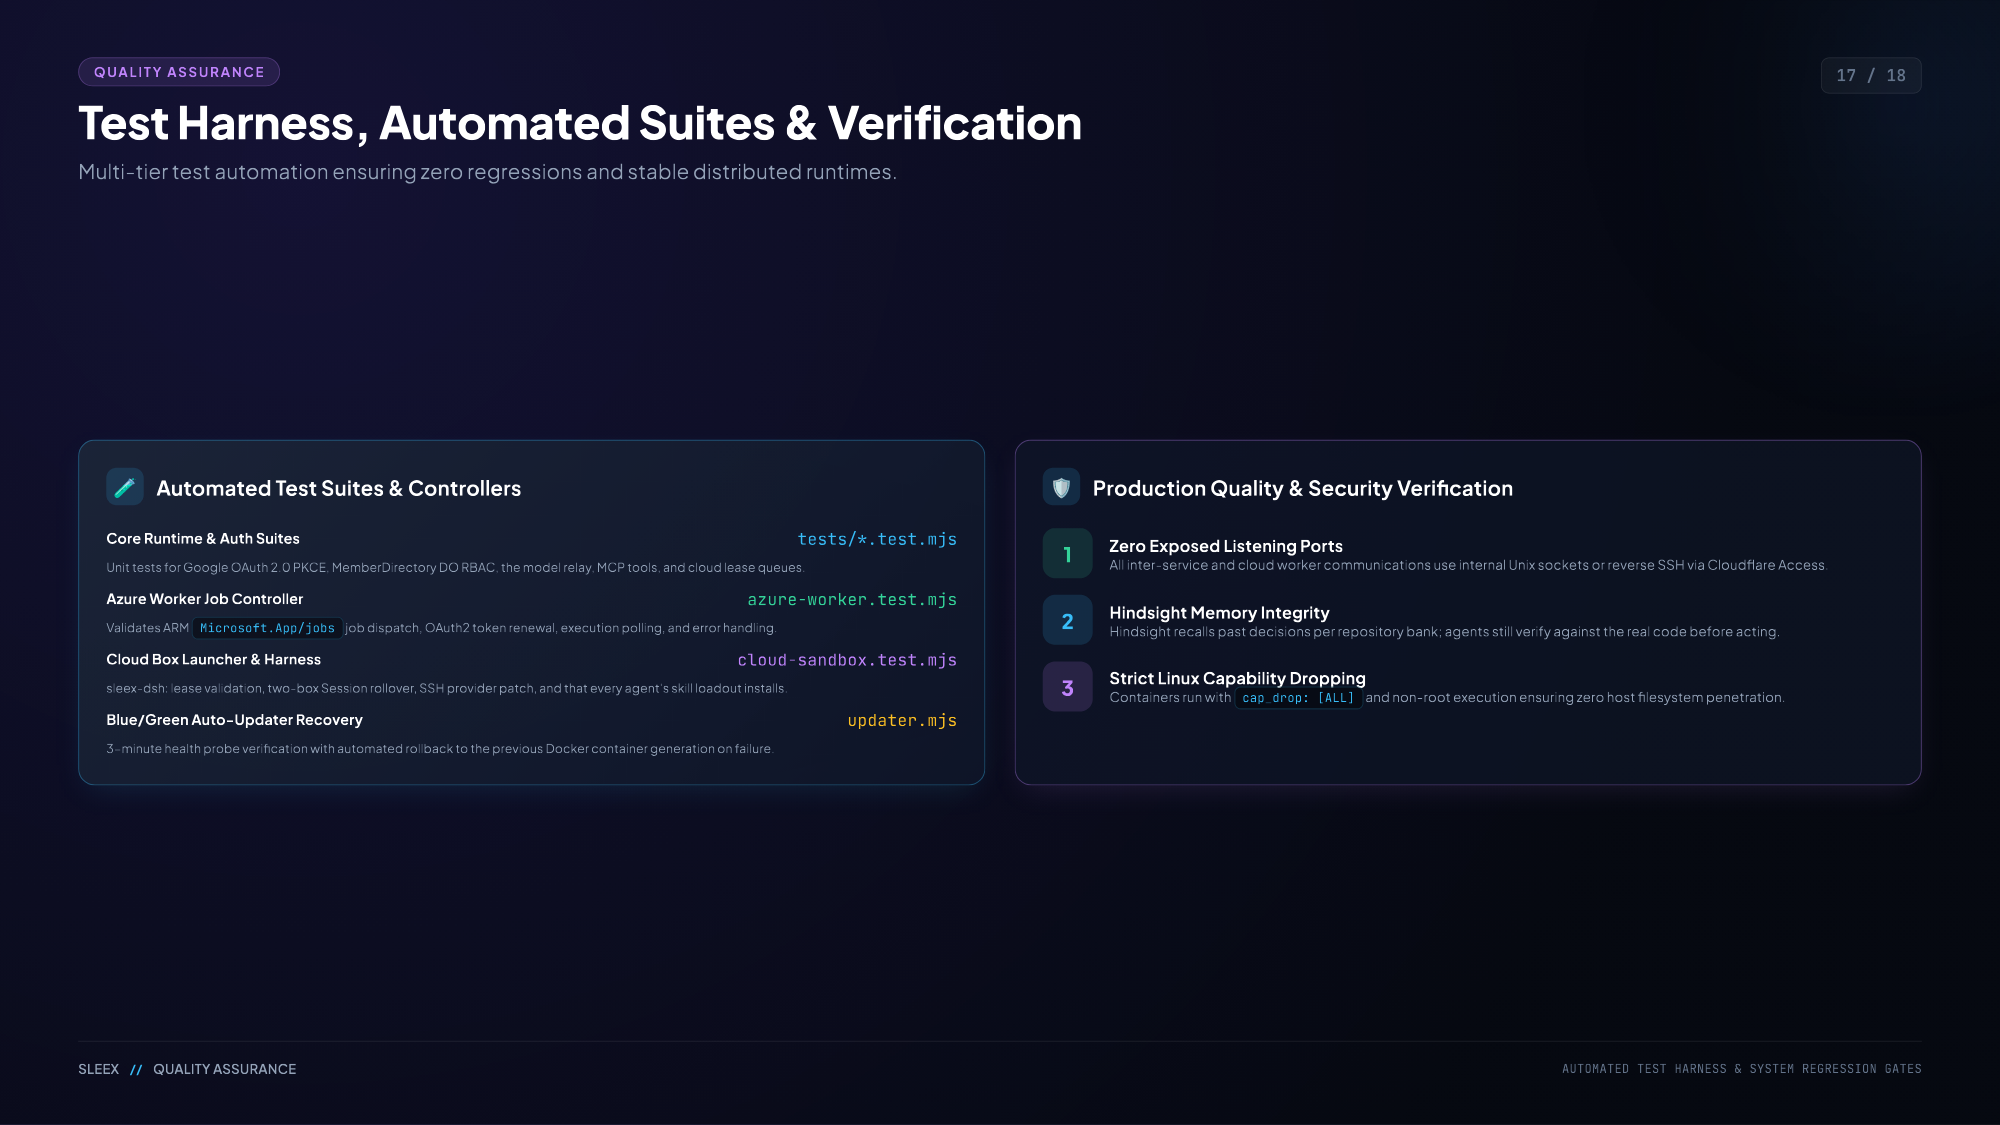 QUALITY ASSURANCE
17 / 18
Test Harness, Automated Suites & Verification
Multi-tier test automation ensuring zero regressions and stable distributed runtimes.
Automated Test Suites & Controllers
Core Runtime & Auth Suites
tests/*.test.mjs
Unit tests for Google OAuth 2.0 PKCE, MemberDirectory DO RBAC, the model relay, MCP tools, and cloud lease queues.
Azure Worker Job Controller
azure-worker.test.mjs
Validates ARM Microsoft.App/jobs job dispatch, OAuth2 token renewal, execution polling, and error handling.
Cloud Box Launcher & Harness
cloud-sandbox.test.mjs
sleex-dsh: lease validation, two-box Session rollover, SSH provider patch, and that every agent's skill loadout installs.
Blue/Green Auto-Updater Recovery
updater.mjs
3-minute health probe verification with automated rollback to the previous Docker container generation on failure.
Production Quality & Security Verification
1
Zero Exposed Listening Ports
All inter-service and cloud worker communications use internal Unix sockets or reverse SSH via Cloudflare Access.
2
Hindsight Memory Integrity
Hindsight recalls past decisions per repository bank; agents still verify against the real code before acting.
3
Strict Linux Capability Dropping
Containers run with cap_drop: [ALL] and non-root execution ensuring zero host filesystem penetration.
SLEEX // QUALITY ASSURANCE
AUTOMATED TEST HARNESS & SYSTEM REGRESSION GATES